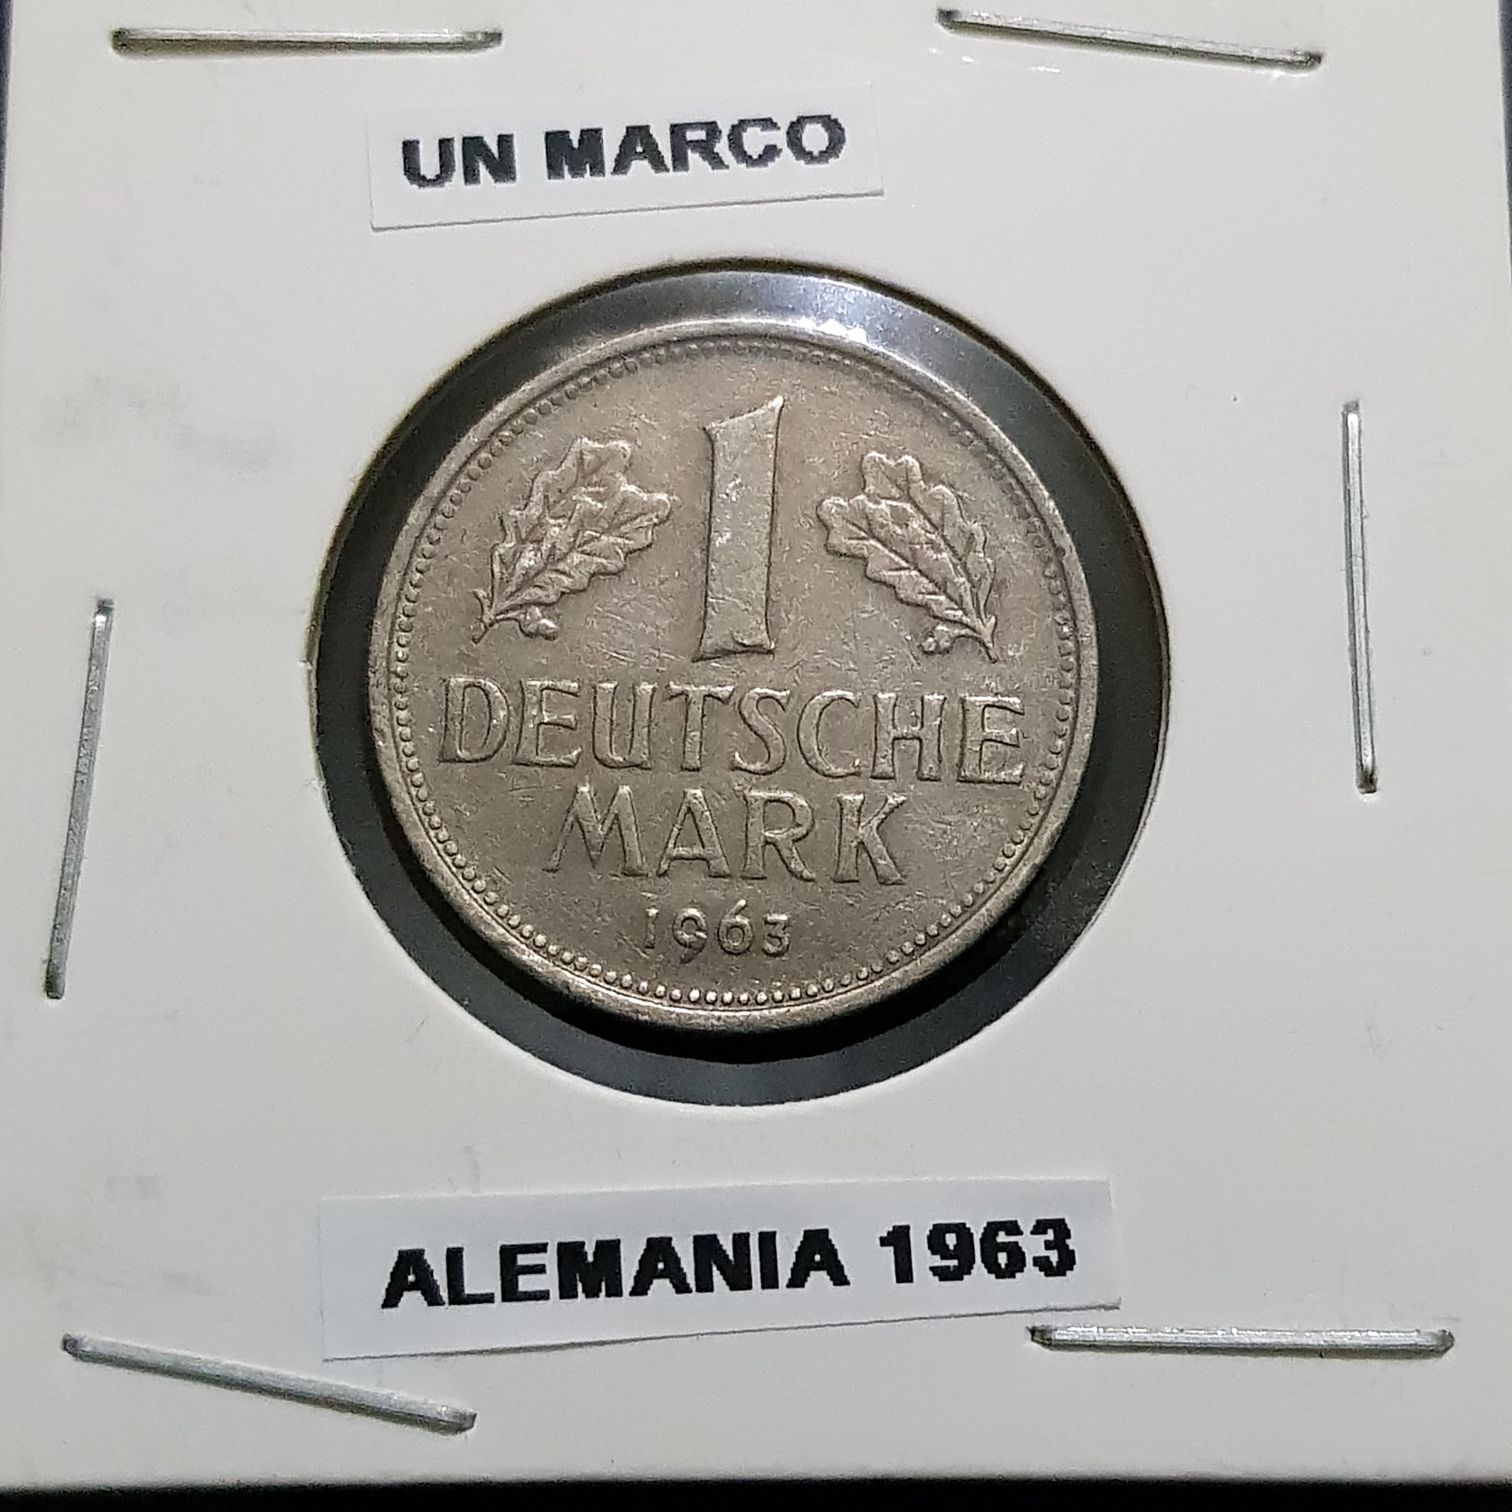 UN MARCO
1
DEUTSCHE
MARK
1963
ALEMANIA 1963